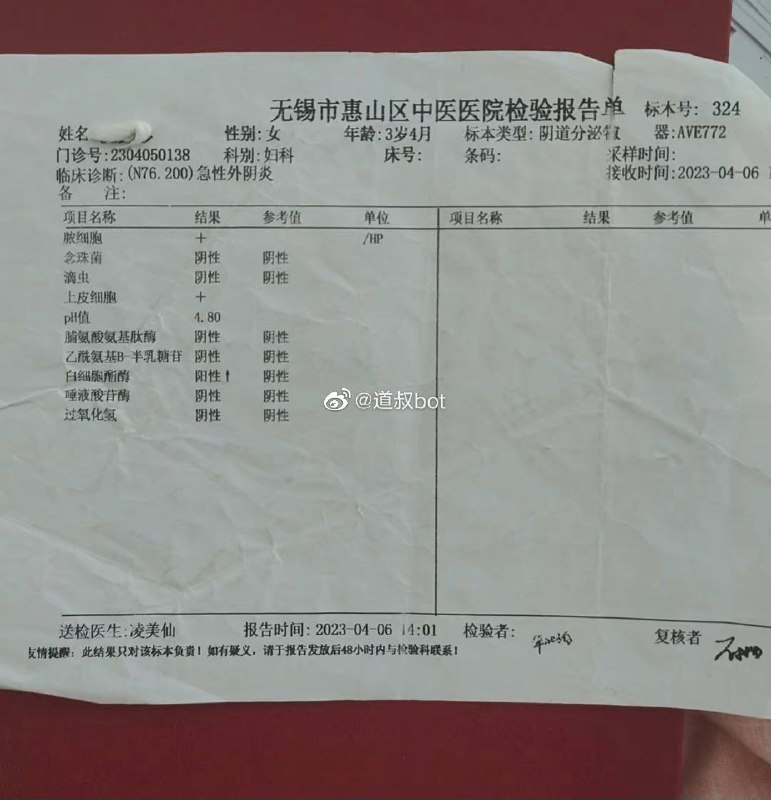 无锡市惠山区中医医院检验报告单 标本号: 324
姓名 性别: 女 年龄: 3岁4月 标本类型: 阴道分泌物 器: AVE772
门诊号: 2304050138 科别: 妇科 床号: 条码: 采样时间:
临床诊断: (N76.200)急性外阴炎 接收时间: 2023-04-06
备 注:
项目名称 结果 参考值 单位 项目名称 结果 参考值 单
脓细胞 + /HP
念珠菌 阴性 阴性
滴虫 阴性 阴性
上皮细胞 +
pH值 4.80
脯氨酸氨基肽酶 阴性 阴性
乙酰氨基B-半乳糖苷 阴性 阴性
白细胞酯酶 阳性↑ 阴性
唾液酸苷酶 阴性 阴性
过氧化氢 阴性 阴性
@道叔bot
送检医生: 凌美仙 报告时间: 2023-04-06 14:01 检验者: 复核者
友情提醒: 此结果只对该标本负责! 如有疑义, 请于报告发放后48小时内与检验科联系!